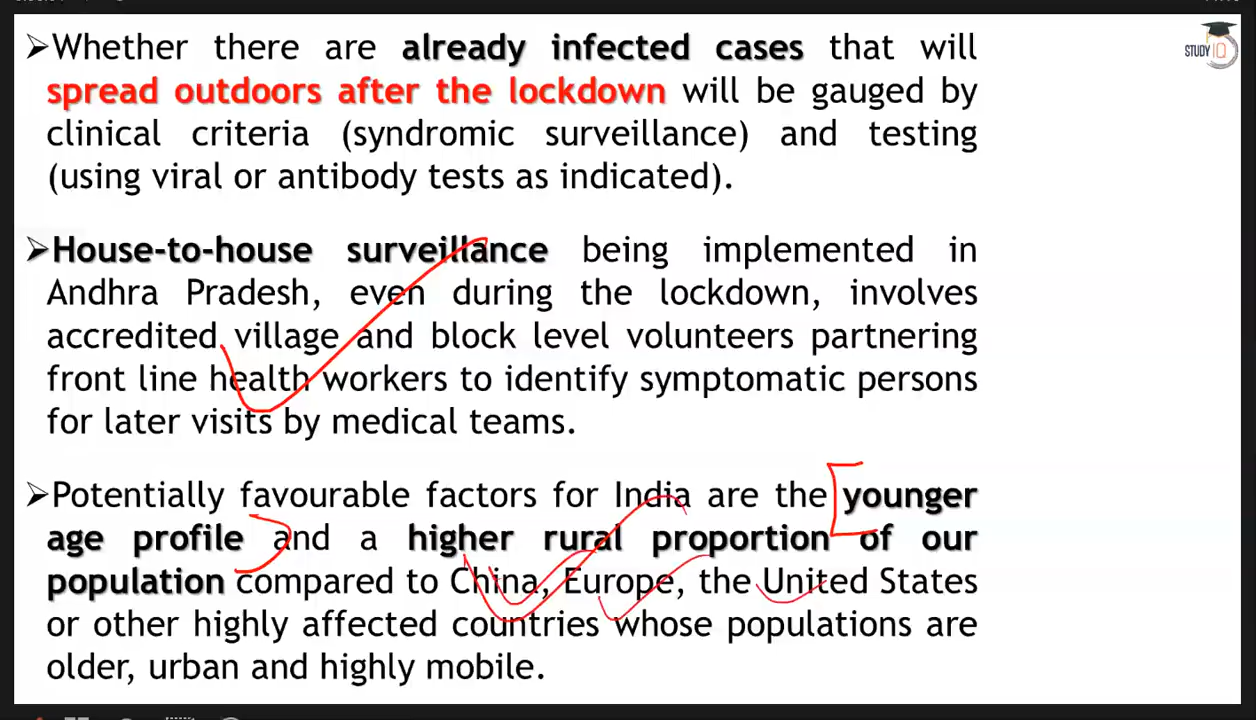 ➢Whether there are already infected cases that will
spread outdoors after the lockdown will be gauged by
clinical criteria (syndromic surveillance) and testing
(using viral or antibody tests as indicated).
➢House-to-house surveillance being implemented in
Andhra Pradesh, even during the lockdown, involves
accredited village and block level volunteers partnering
front line health workers to identify symptomatic persons
for later visits by medical teams.
➢Potentially favourable factors for India are the younger
age profile and a higher rural proportion of our
population compared to China, Europe, the United States
or other highly affected countries whose populations are
older, urban and highly mobile.
STUDY IQ